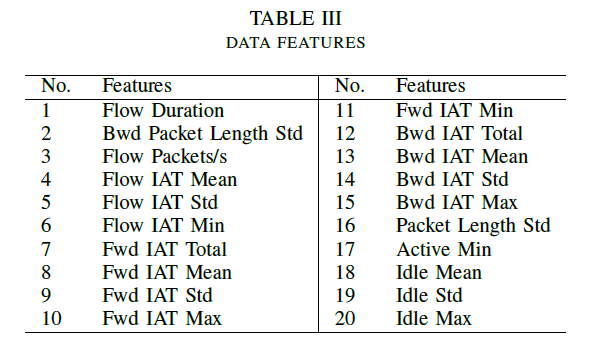 TABLE III
DATA FEATURES
No. Features No. Features
1 Flow Duration 11 Fwd IAT Min
2 Bwd Packet Length Std 12 Bwd IAT Total
3 Flow Packets/s 13 Bwd IAT Mean
4 Flow IAT Mean 14 Bwd IAT Std
5 Flow IAT Std 15 Bwd IAT Max
6 Flow IAT Min 16 Packet Length Std
7 Fwd IAT Total 17 Active Min
8 Fwd IAT Mean 18 Idle Mean
9 Fwd IAT Std 19 Idle Std
10 Fwd IAT Max 20 Idle Max